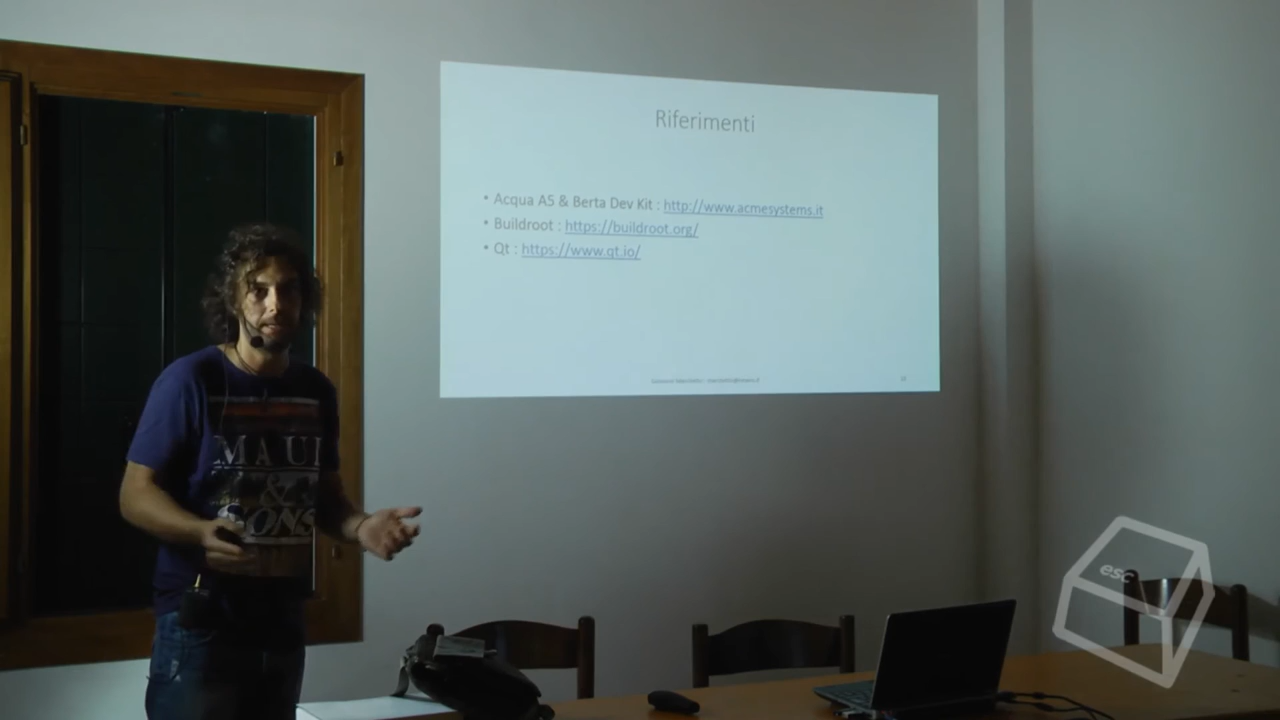 Riferimenti
• Acqua A5 & Berta Dev Kit : http://www.acmesystems.it
• Buildroot : https://buildroot.org/
• Qt : https://www.qt.io/
MAUI
&
SONS
esc